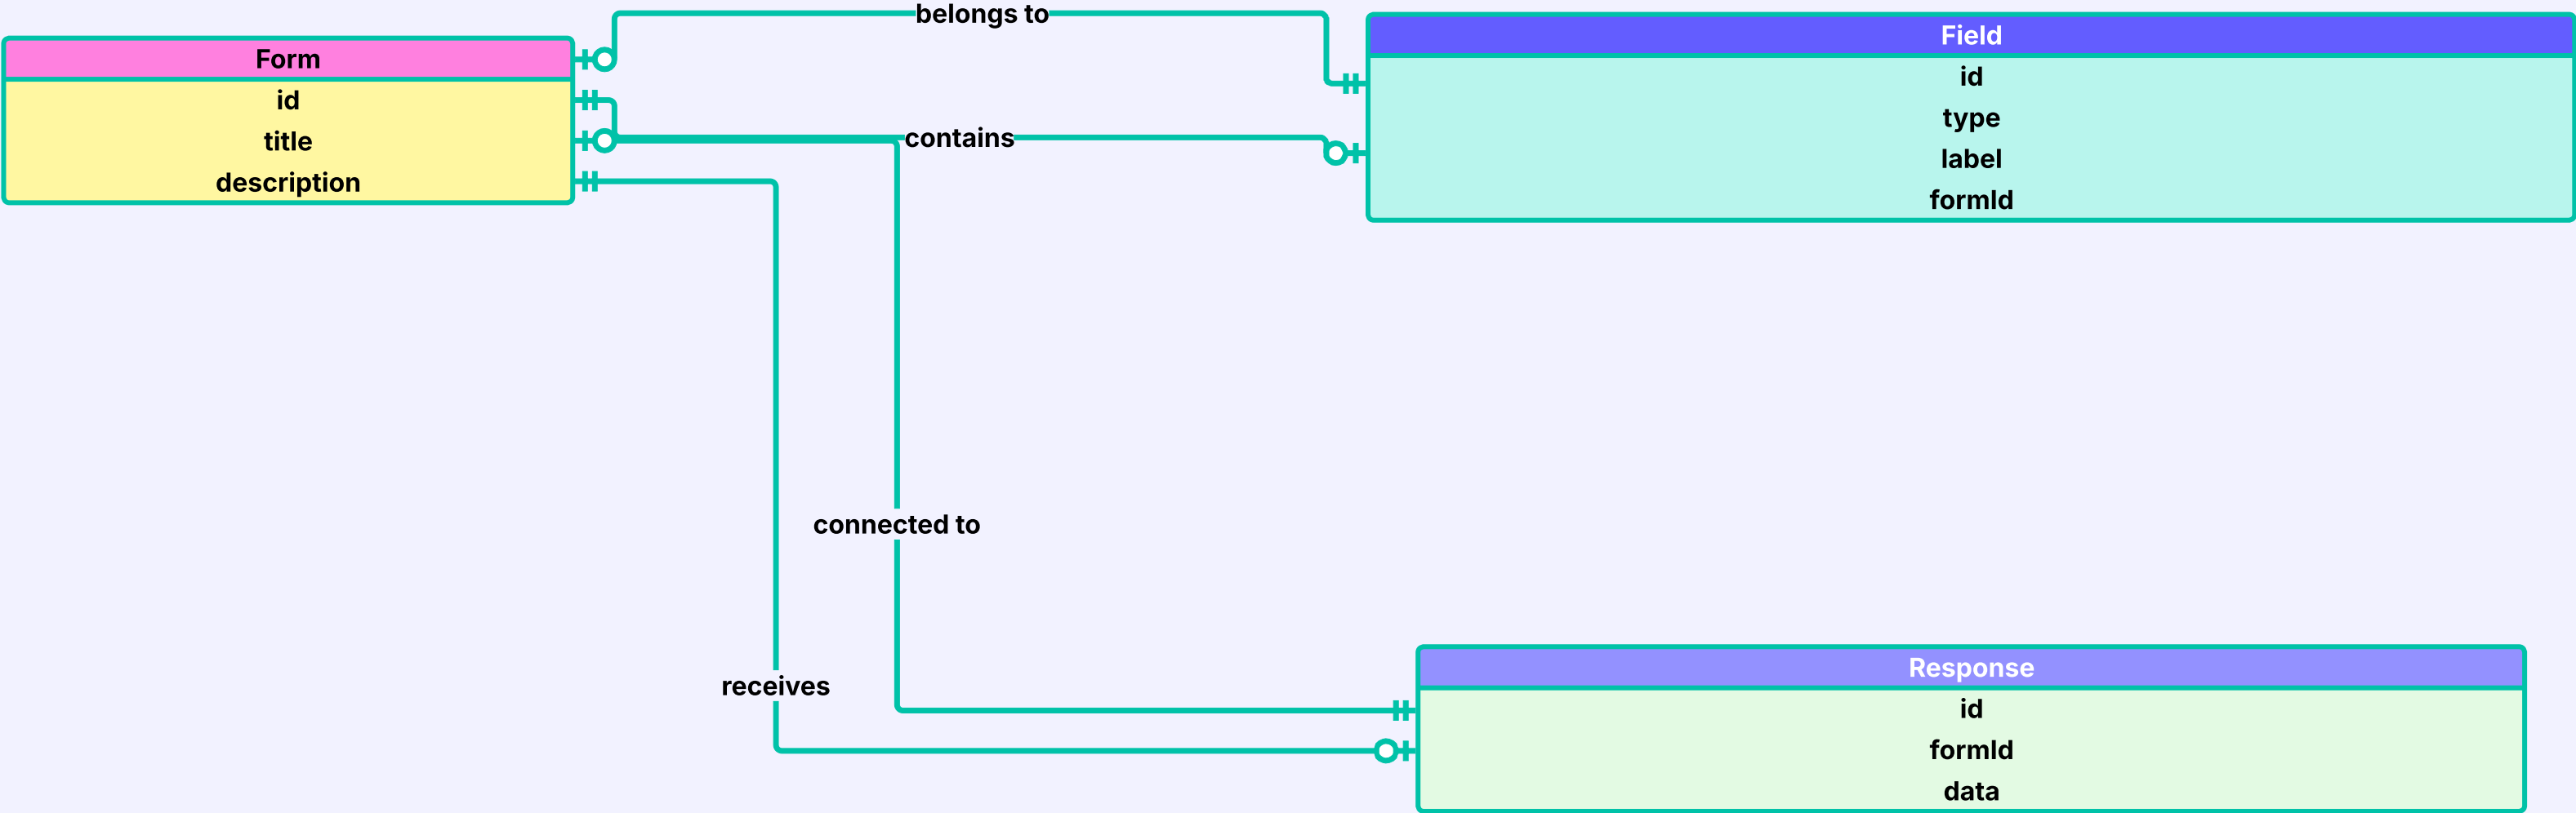 belongs to
Form
id
title
description
Field
id
type
label
formId
contains
connected to
receives
Response
id
formId
data